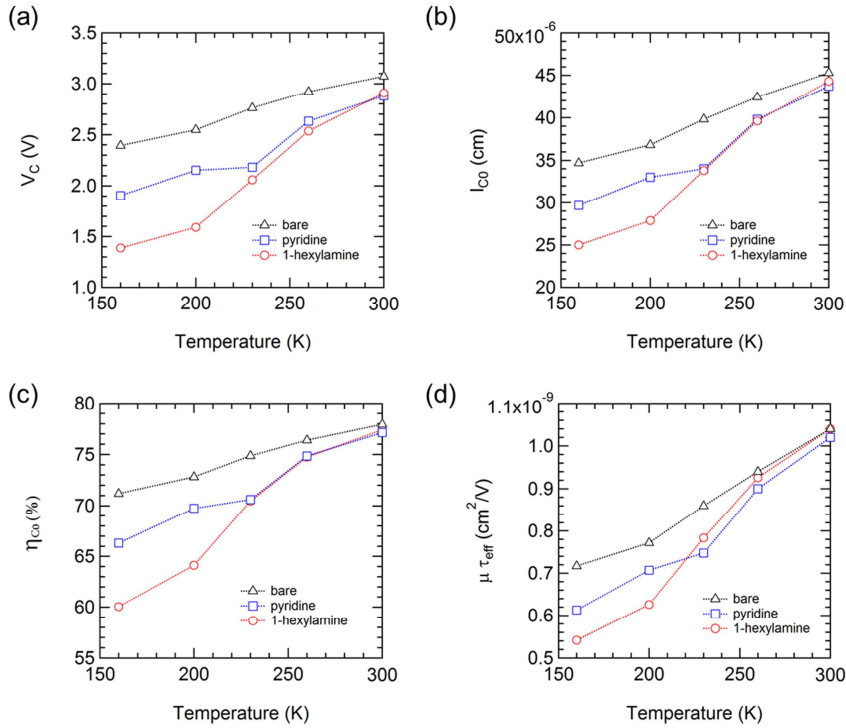 (a)
3.5
3.0
2.5
2.0
1.5
1.0
V_C (V)
bare
pyridine
1-hexylamine
150
200
250
300
Temperature (K)
(b)
50x10^-6
45
40
35
30
25
20
l_C0 (cm)
bare
pyridine
1-hexylamine
150
200
250
300
Temperature (K)
(c)
80
75
70
65
60
55
η_C0 (%)
bare
pyridine
1-hexylamine
150
200
250
300
Temperature (K)
(d)
1.1x10^-9
1.0
0.9
0.8
0.7
0.6
0.5
μ τ_eff (cm^2/V)
bare
pyridine
1-hexylamine
150
200
250
300
Temperature (K)